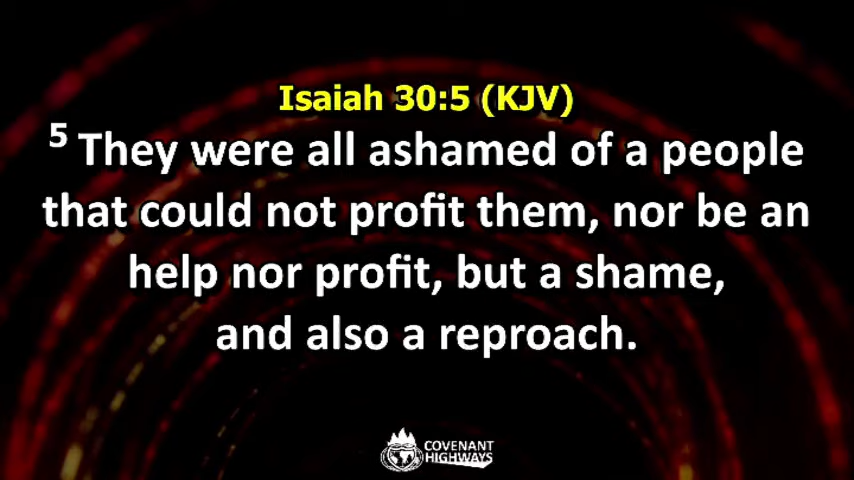 Isaiah 30:5 (KJV)
5 They were all ashamed of a people
that could not profit them, nor be an
help nor profit, but a shame,
and also a reproach.
COVENANT
HIGHWAYS